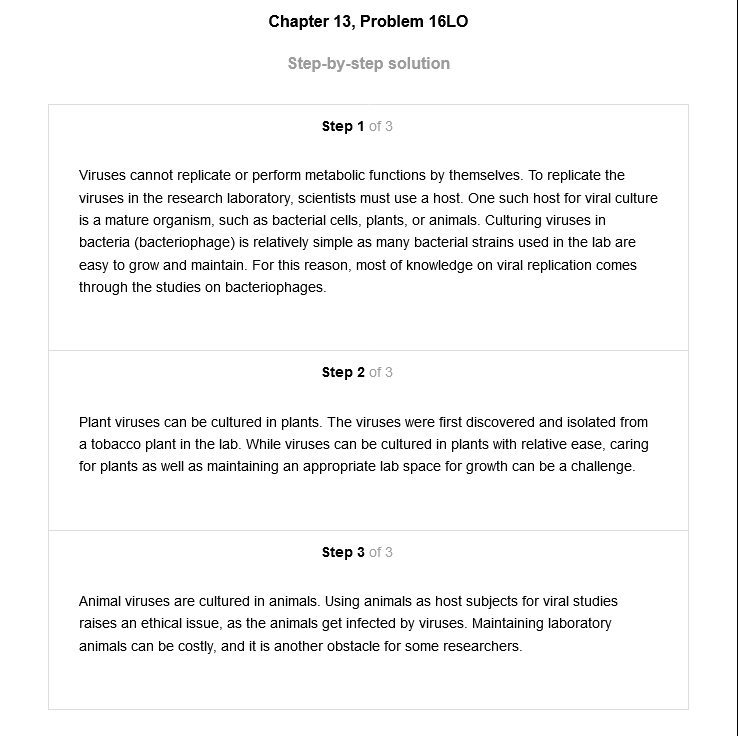 Chapter 13, Problem 16LO
Step-by-step solution
Step 1 of 3
Viruses cannot replicate or perform metabolic functions by themselves. To replicate the
viruses in the research laboratory, scientists must use a host. One such host for viral culture
is a mature organism, such as bacterial cells, plants, or animals. Culturing viruses in
bacteria (bacteriophage) is relatively simple as many bacterial strains used in the lab are
easy to grow and maintain. For this reason, most of knowledge on viral replication comes
through the studies on bacteriophages.
Step 2 of 3
Plant viruses can be cultured in plants. The viruses were first discovered and isolated from
a tobacco plant in the lab. While viruses can be cultured in plants with relative ease, caring
for plants as well as maintaining an appropriate lab space for growth can be a challenge.
Step 3 of 3
Animal viruses are cultured in animals. Using animals as host subjects for viral studies
raises an ethical issue, as the animals get infected by viruses. Maintaining laboratory
animals can be costly, and it is another obstacle for some researchers.